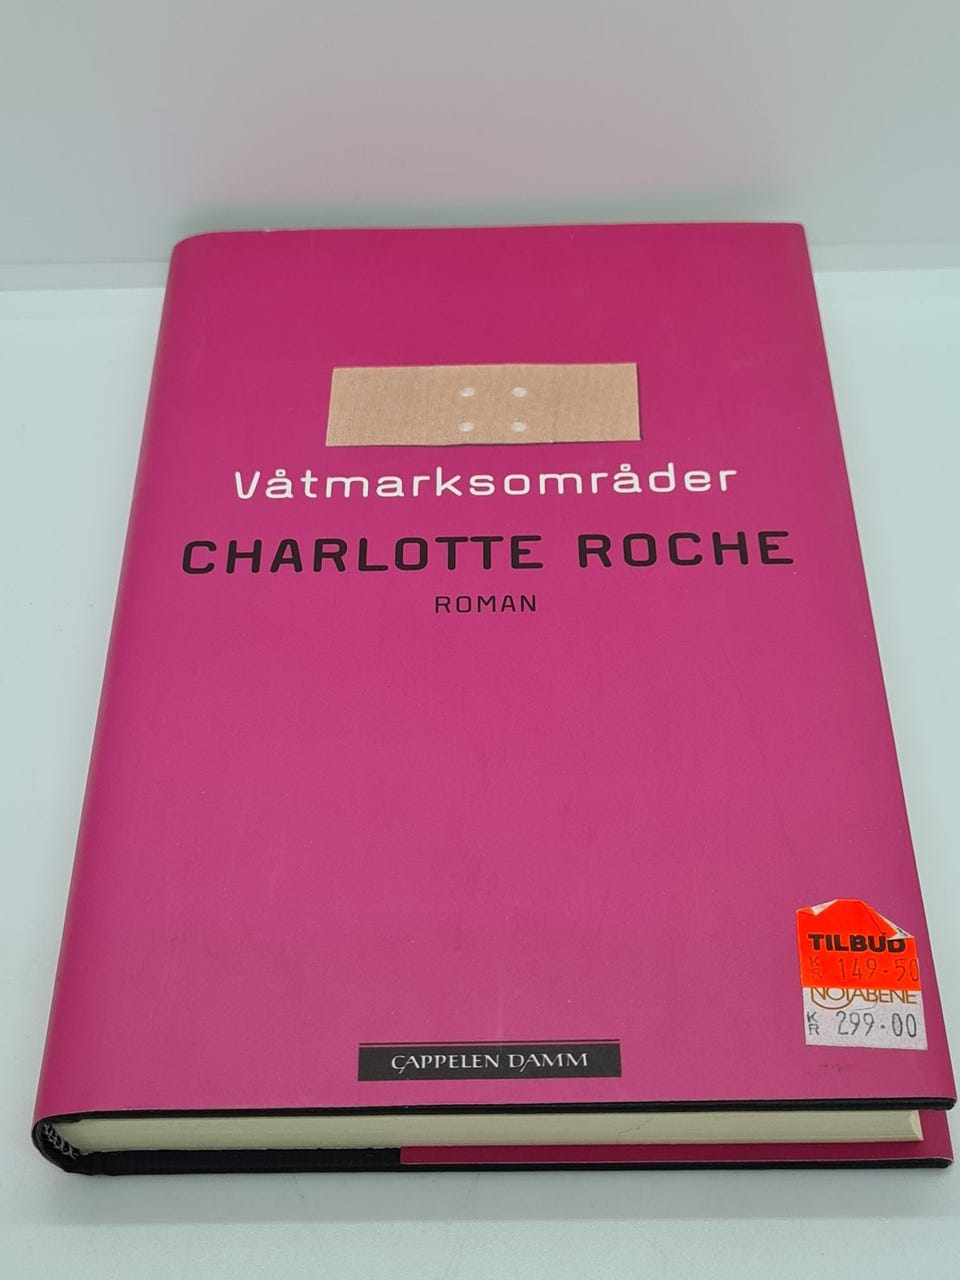 Våtmarksområder
CHARLOTTE ROCHE
ROMAN
TILBUD
KR 149.50
NOTABENE
KR 299.00
CAPPELEN DAMM